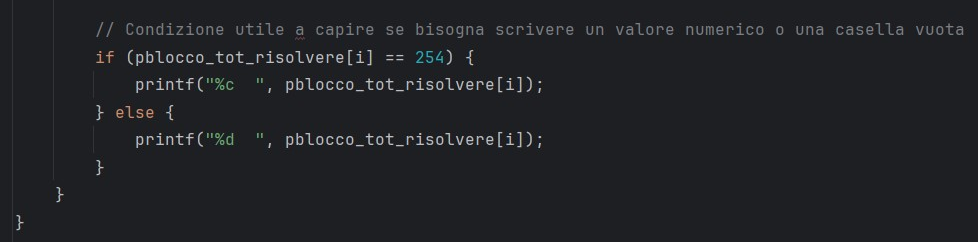 // Condizione utile a capire se bisogna scrivere un valore numerico o una casella vuota
if (pblocco_tot_risolvere[i] == 254) {
printf("%c  ", pblocco_tot_risolvere[i]);
} else {
printf("%d  ", pblocco_tot_risolvere[i]);
}
}
}